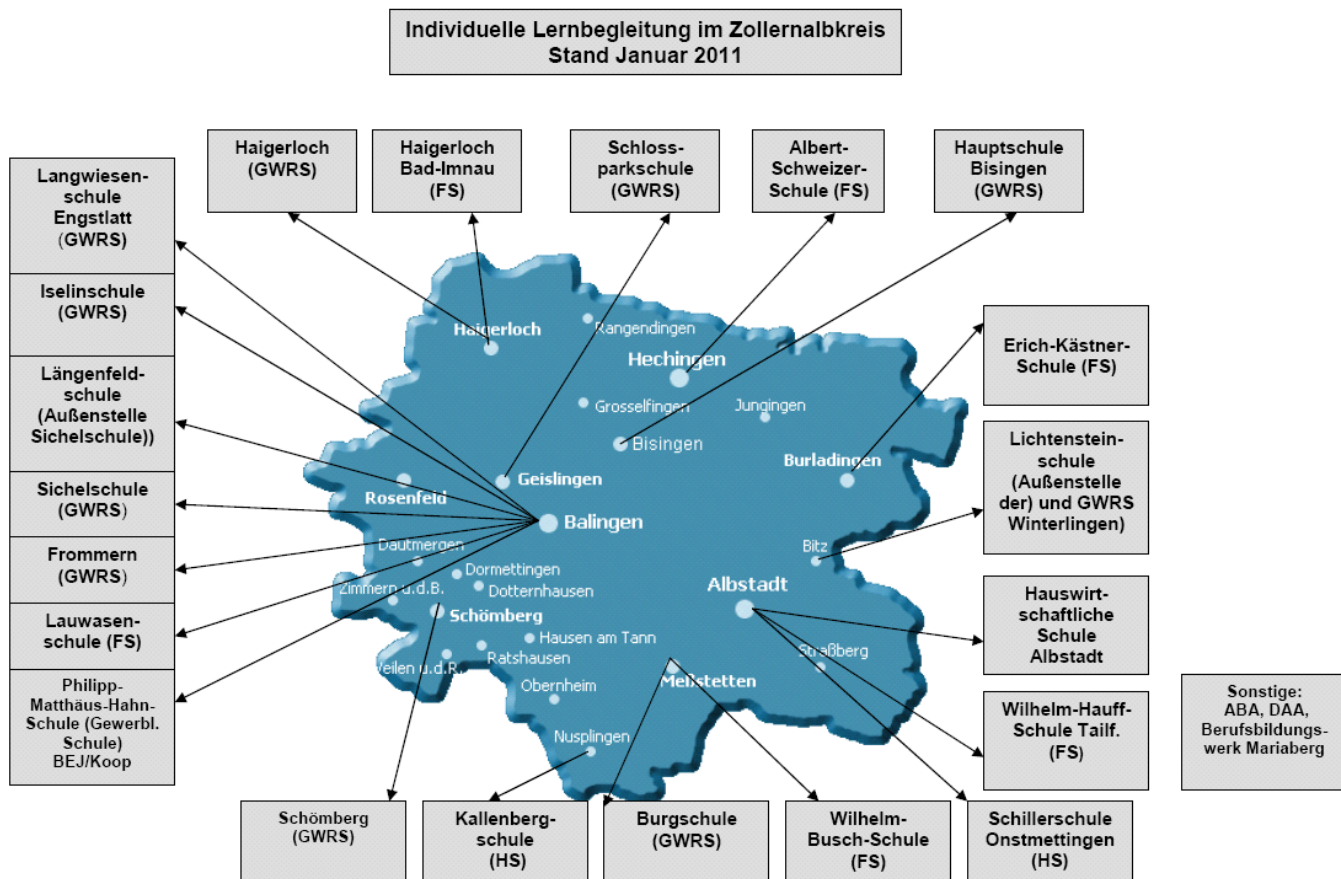 Individuelle Lernbegleitung im Zollernalbkreis
Stand Januar 2011
Haigerloch
(GWRS)
Haigerloch
Bad-Imnau
(FS)
Schloss-
parkschule
(GWRS)
Albert-
Schweizer-
Schule (FS)
Hauptschule
Bisingen
(GWRS)
Langwiesen-
schule
Engstlatt
(GWRS)
Iselinschule
(GWRS)
Längenfeld-
schule
(Außenstelle
Sichelschule))
Sichelschule
(GWRS)
Frommern
(GWRS)
Lauwasen-
schule (FS)
Philipp-
Matthäus-Hahn-
Schule (Gewerbl.
Schule)
BEJ/Koop
Haigerloch
Rangendingen
Hechingen
Grosselfingen
Jungingen
Bisingen
Burladingen
Geislingen
Rosenfeld
Balingen
Dautmergen
Bitz
Dormettingen
Zimmern u.d.B.
Dotternhausen
Albstadt
Schömberg
Hausen am Tann
Straßberg
Ratshausen
Weilen u.d.R.
Meßstetten
Obernheim
Nusplingen
Erich-Kästner-
Schule (FS)
Lichtenstein-
schule
(Außenstelle
der) und GWRS
Winterlingen)
Hauswirt-
schaftliche
Schule
Albstadt
Wilhelm-Hauff-
Schule Tailf.
(FS)
Sonstige:
ABA, DAA,
Berufsbildungs-
werk Mariaberg
Schömberg
(GWRS)
Kallenberg-
schule
(HS)
Burgschule
(GWRS)
Wilhelm-
Busch-Schule
(FS)
Schillerschule
Onstmettingen
(HS)